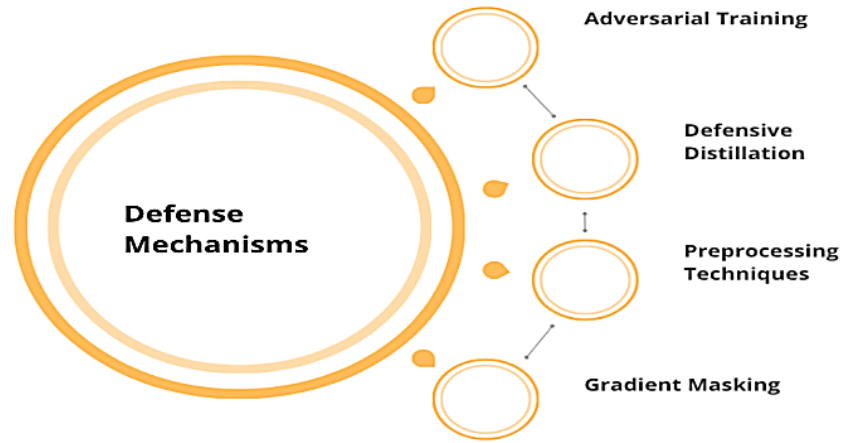 Adversarial Training
Defensive
Distillation
Defense
Mechanisms
Preprocessing
Techniques
Gradient Masking